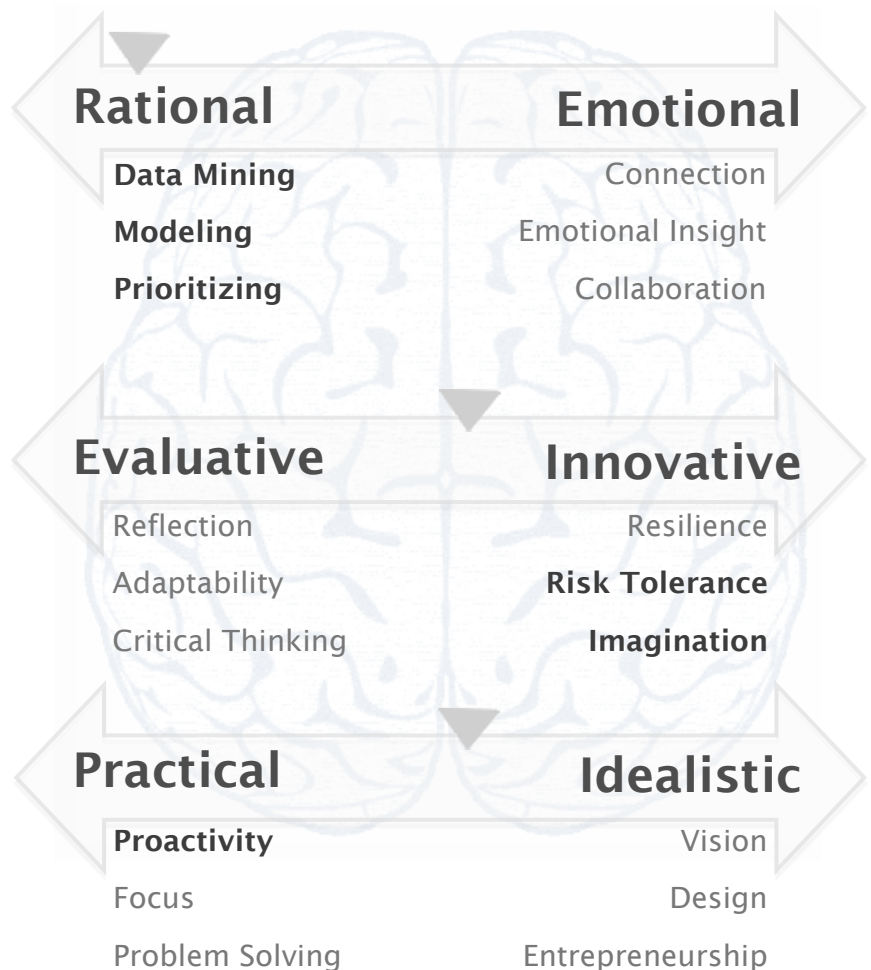 Rational Emotional
Data Mining Connection
Modeling Emotional Insight
Prioritizing Collaboration
Evaluative Innovative
Reflection Resilience
Adaptability Risk Tolerance
Critical Thinking Imagination
Practical Idealistic
Proactivity Vision
Focus Design
Problem Solving Entrepreneurship